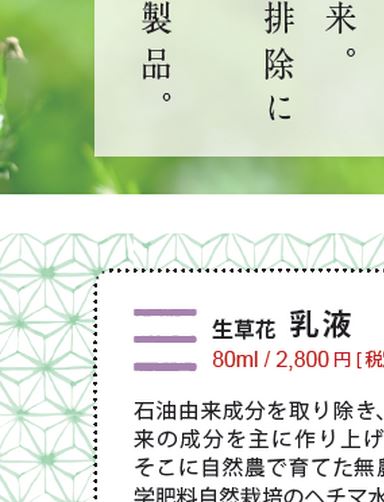 来。
排除に
製品。
生草花 乳液
80ml / 2,800円[税
石油由来成分を取り除き、
来の成分を主に作り上げ
そこに自然農で育てた無
学肥料自然栽培のヘチマ水